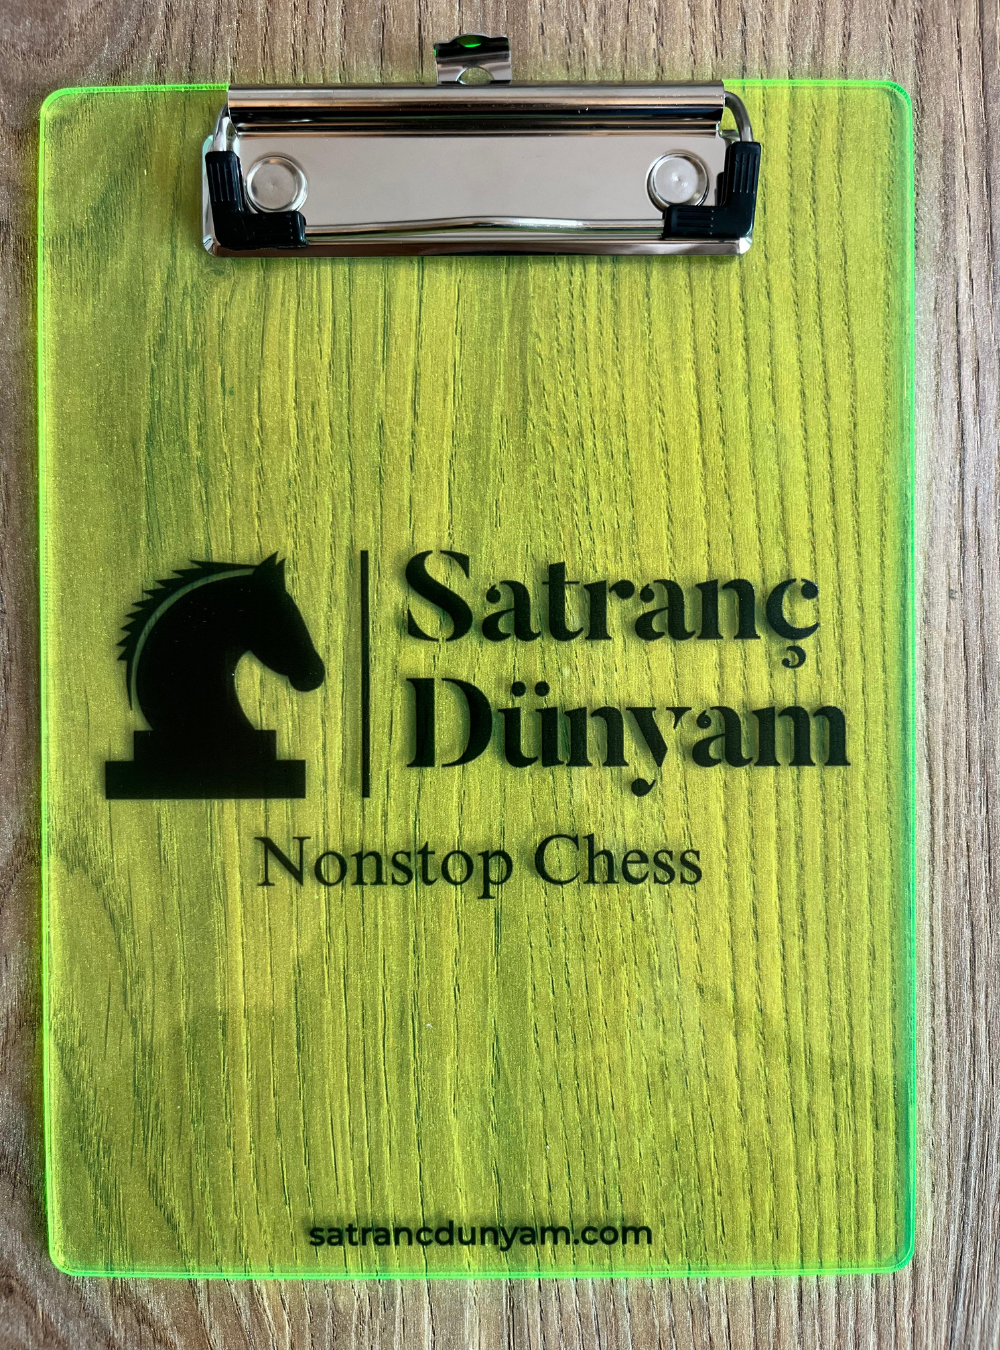 Satranç
Dünyam
Nonstop Chess
satrancdunyam.com